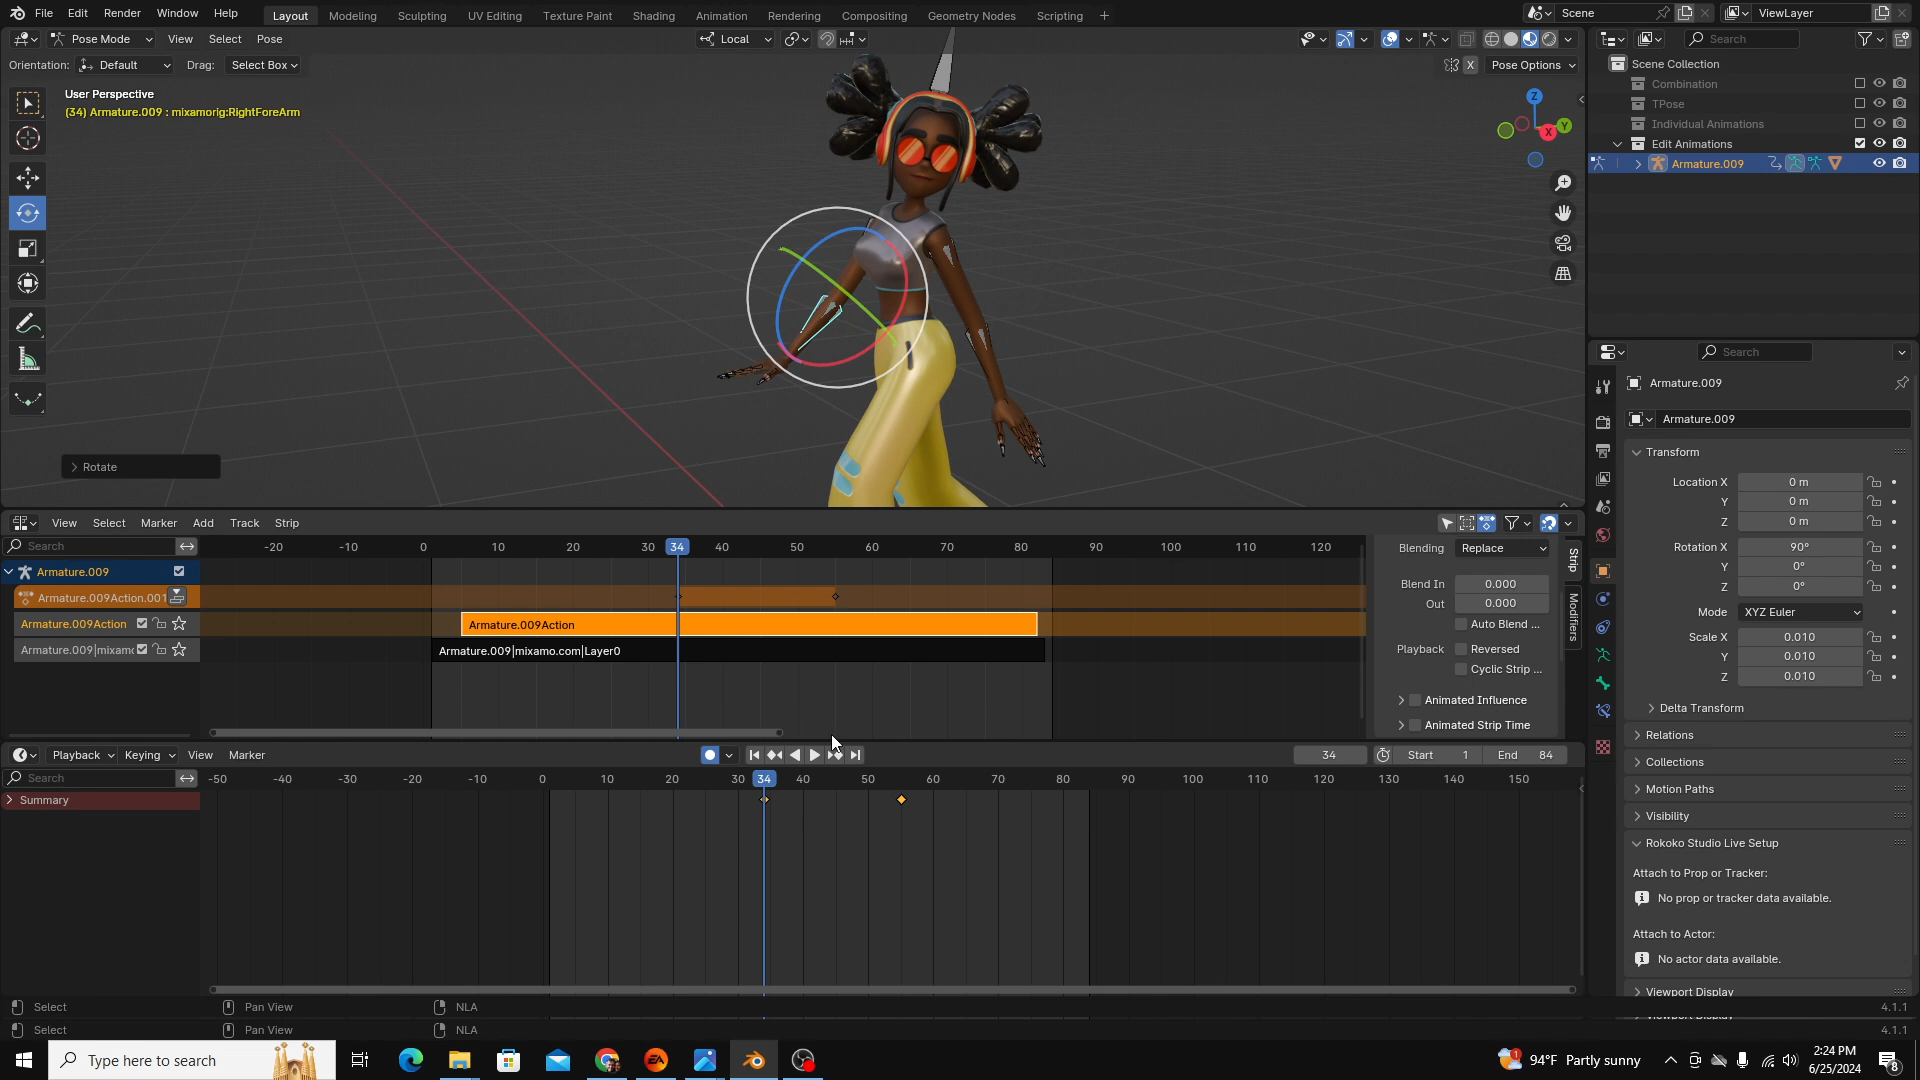 File Edit Render Window Help Layout Modeling Sculpting UV Editing Texture Paint Shading Animation Rendering Compositing Geometry Nodes Scripting + Scene ViewLayer
Pose Mode View Select Pose Local Search
Orientation: Default Drag: Select Box X Pose Options
User Perspective
(34) Armature.009 : mixamorig:RightForeArm
Z
Y
X
Rotate
Scene Collection
Combination
TPose
Individual Animations
Edit Animations
Armature.009
Search
Armature.009
Armature.009
Transform
Location X 0 m
Y 0 m
Z 0 m
Rotation X 90°
Y 0°
Z 0°
Mode XYZ Euler
Scale X 0.010
Y 0.010
Z 0.010
Delta Transform
Relations
Collections
Motion Paths
Visibility
Rokoko Studio Live Setup
Attach to Prop or Tracker:
No prop or tracker data available.
Attach to Actor:
No actor data available.
Viewport Display
View Select Marker Add Track Strip
Search -20 -10 0 10 20 30 34 40 50 60 70 80 90 100 110 120
Armature.009
Armature.009Action.001
Armature.009Action Armature.009Action
Armature.009|mixamc Armature.009|mixamo.com|Layer0
Blending Replace
Blend In 0.000
Out 0.000
Auto Blend ...
Playback Reversed
Cyclic Strip ...
Animated Influence
Animated Strip Time
Strip
Modifiers
Playback Keying View Marker 34 Start 1 End 84
Search -50 -40 -30 -20 -10 0 10 20 30 34 40 50 60 70 80 90 100 110 120 130 140 150
Summary
Select Pan View NLA 4.1.1
Select Pan View NLA 4.1.1
Type here to search 94°F Partly sunny 2:24 PM
6/25/2024
8